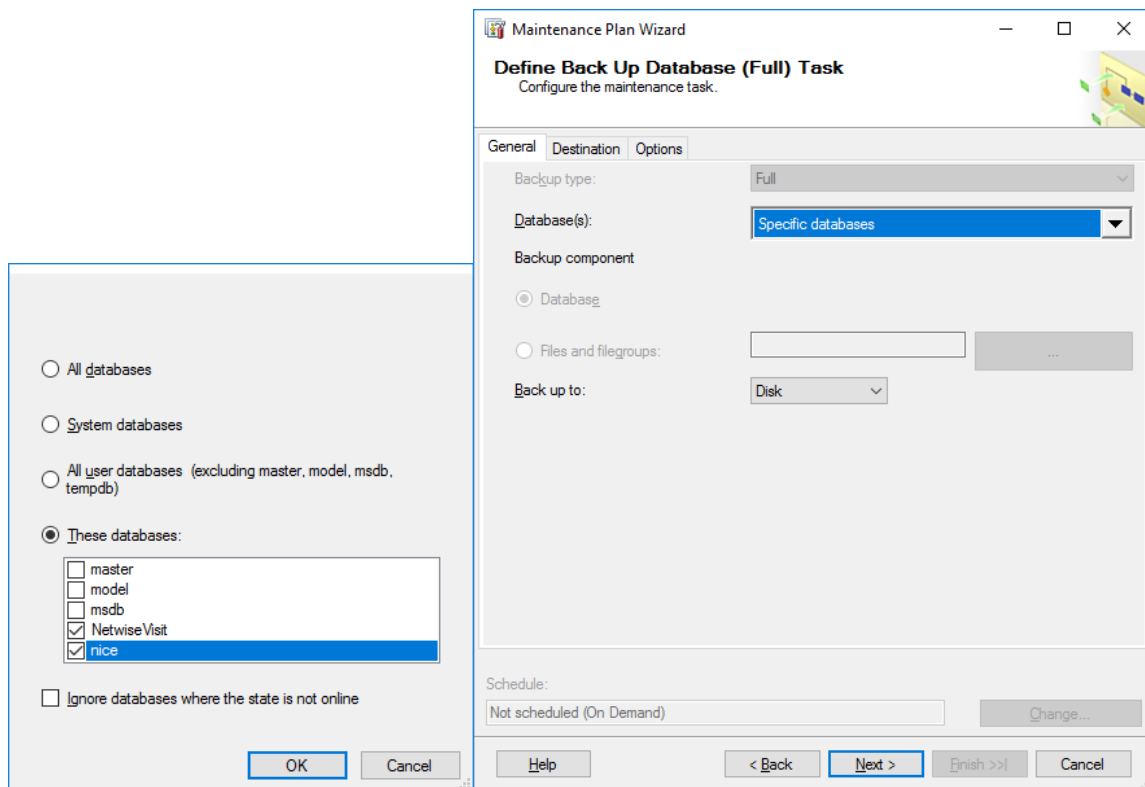 Maintenance Plan Wizard
Define Back Up Database (Full) Task
Configure the maintenance task.
General Destination Options
Backup type: Full
Database(s): Specific databases
Backup component
Database
Files and filegroups: ...
Back up to: Disk
Schedule:
Not scheduled (On Demand) Change...
Help < Back Next > Finish >>| Cancel
All databases
System databases
All user databases (excluding master, model, msdb,
tempdb)
These databases:
master
model
msdb
NetwiseVisit
nice
Ignore databases where the state is not online
OK Cancel